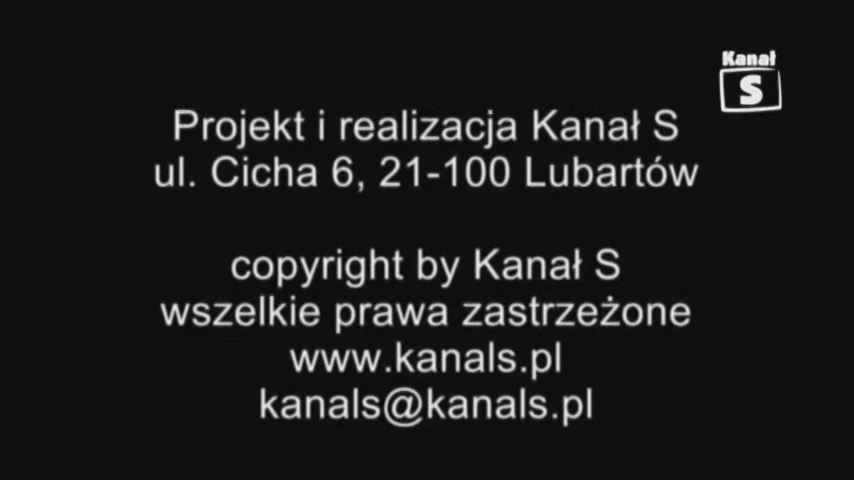 Kanał
S
Projekt i realizacja Kanał S
ul. Cicha 6, 21-100 Lubartów
copyright by Kanał S
wszelkie prawa zastrzeżone
www.kanals.pl
kanals@kanals.pl